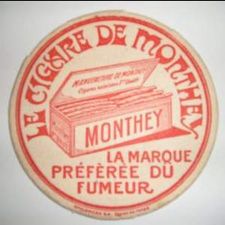 LE CIGARE DE MONTHEY
MANUFACTURE DE MONTHEY
MONTHEY
LA MARQUE
PRÉFÉRÉE DU
FUMEUR